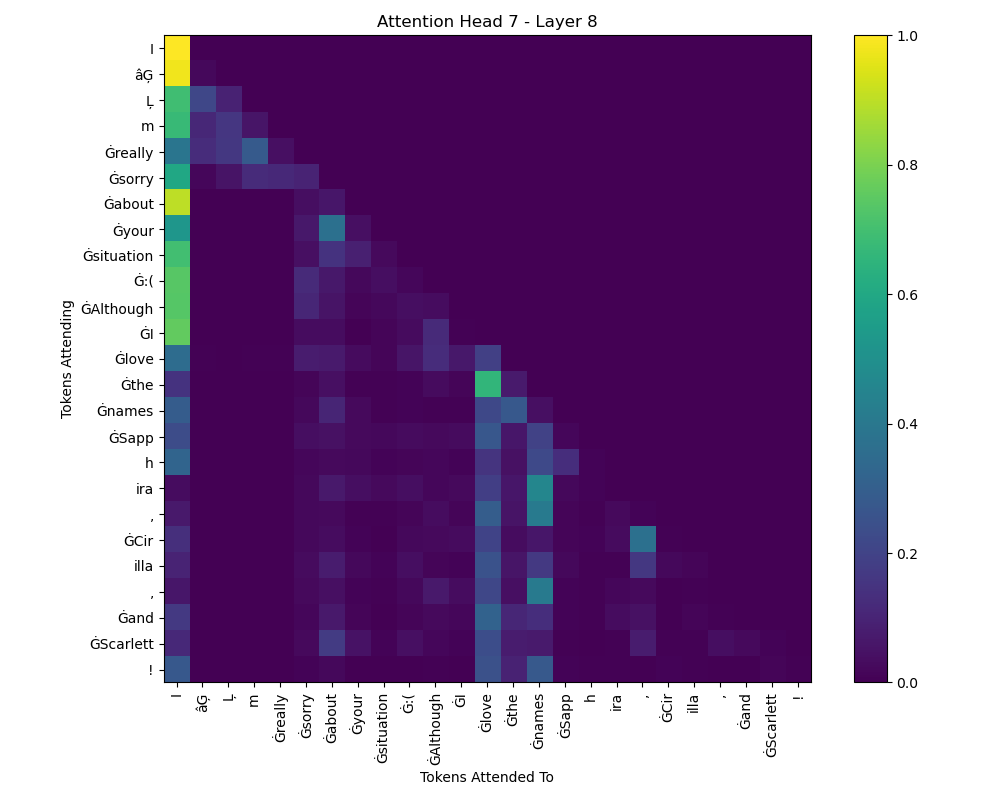 Attention Head 7 - Layer 8
Tokens Attending
I
âĢ
Ļ
m
Ġreally
Ġsorry
Ġabout
Ġyour
Ġsituation
Ġ:(
ĠAlthough
ĠI
Ġlove
Ġthe
Ġnames
ĠSapp
h
ira
,
ĠCir
illa
,
Ġand
ĠScarlett
!
I
âĢ
Ļ
m
Ġreally
Ġsorry
Ġabout
Ġyour
Ġsituation
Ġ:(
ĠAlthough
ĠI
Ġlove
Ġthe
Ġnames
ĠSapp
h
ira
,
ĠCir
illa
,
Ġand
ĠScarlett
!
Tokens Attended To
1.0
0.8
0.6
0.4
0.2
0.0